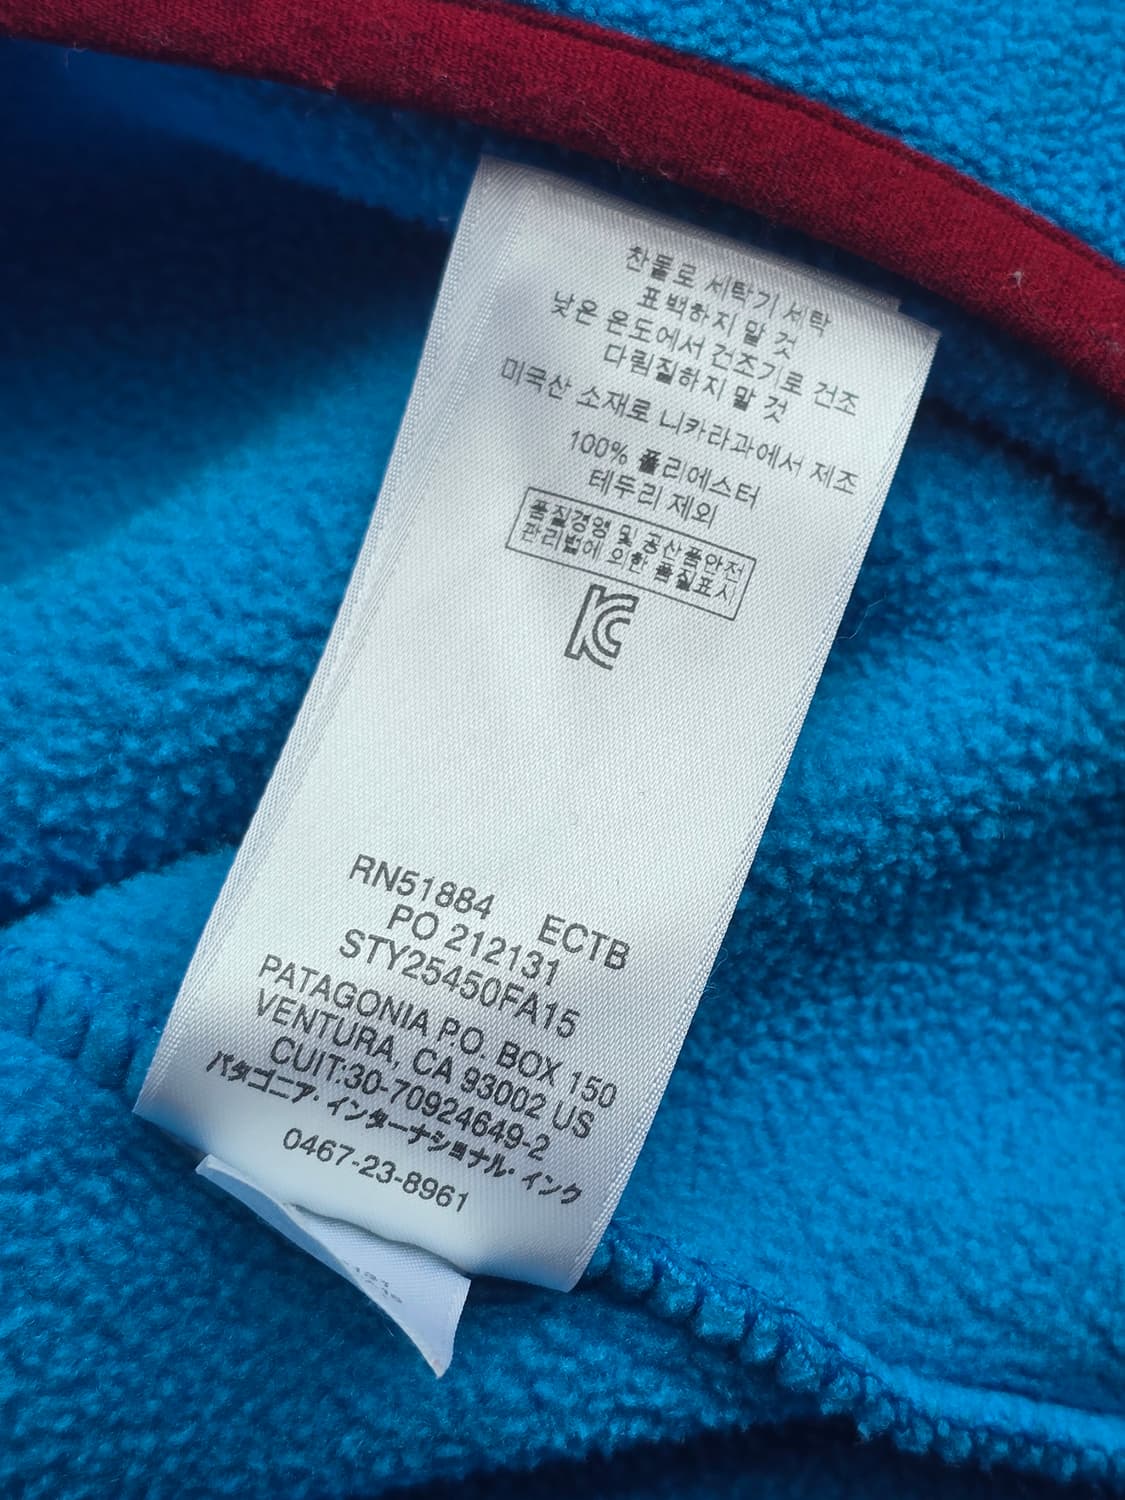 찬물로 세탁기 세탁
표백하지 말 것
낮은 온도에서 건조기로 건조
다림질하지 말 것
미국산 소재로 니카라과에서 제조
100% 폴리에스터
테두리 제외
품질경영 및 공산품안전
관리법에 의한 품질표시
KC
RN51884 ECTB
PO 212131
STY25450FA15
PATAGONIA P.O. BOX 150
VENTURA, CA 93002 US
CUIT:30-70924649-2
パタゴニア・インターナショナル・インク
0467-23-8961